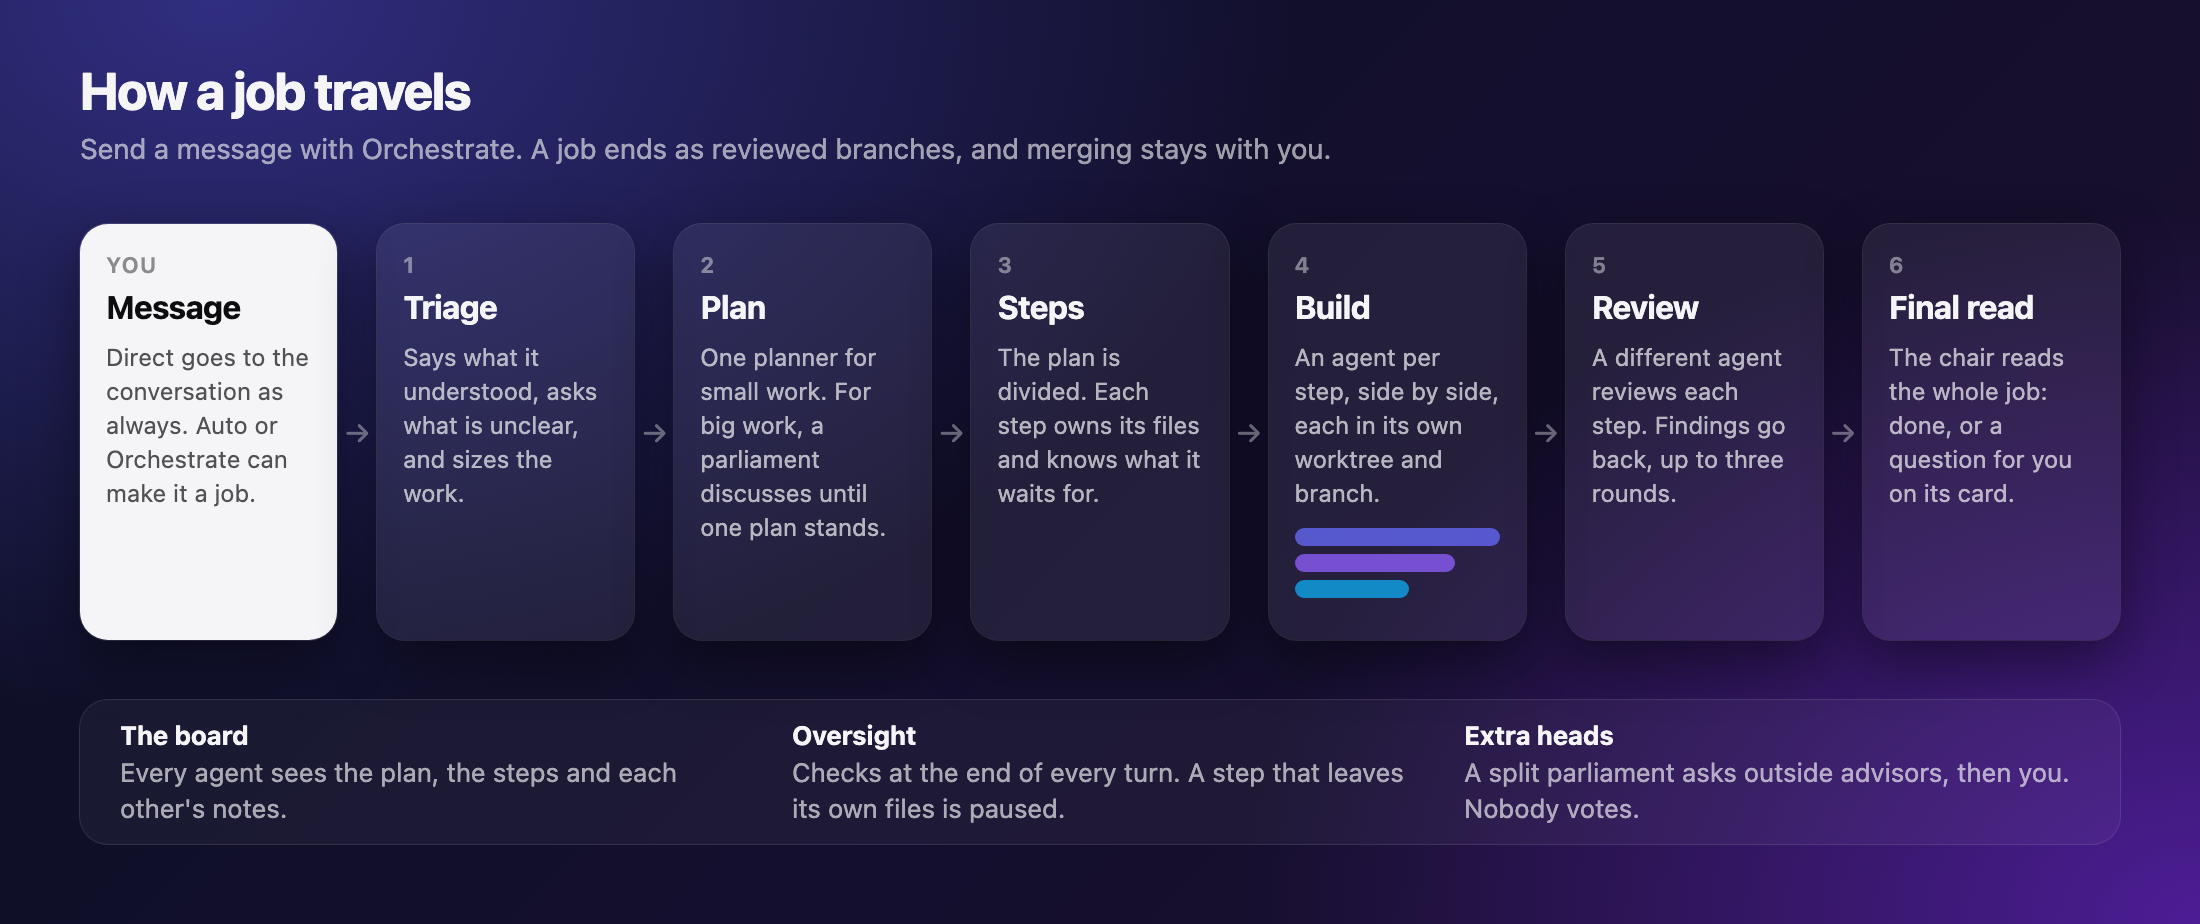 How a job travels
Send a message with Orchestrate. A job ends as reviewed branches, and merging stays with you.
YOU
Message
Direct goes to the
conversation as
always. Auto or
Orchestrate can
make it a job.
1
Triage
Says what it
understood, asks
what is unclear,
and sizes the
work.
2
Plan
One planner for
small work. For
big work, a
parliament
discusses until
one plan stands.
3
Steps
The plan is
divided. Each
step owns its files
and knows what it
waits for.
4
Build
An agent per
step, side by side,
each in its own
worktree and
branch.
5
Review
A different agent
reviews each
step. Findings go
back, up to three
rounds.
6
Final read
The chair reads
the whole job:
done, or a
question for you
on its card.
The board
Every agent sees the plan, the steps and each
other's notes.
Oversight
Checks at the end of every turn. A step that leaves
its own files is paused.
Extra heads
A split parliament asks outside advisors, then you.
Nobody votes.